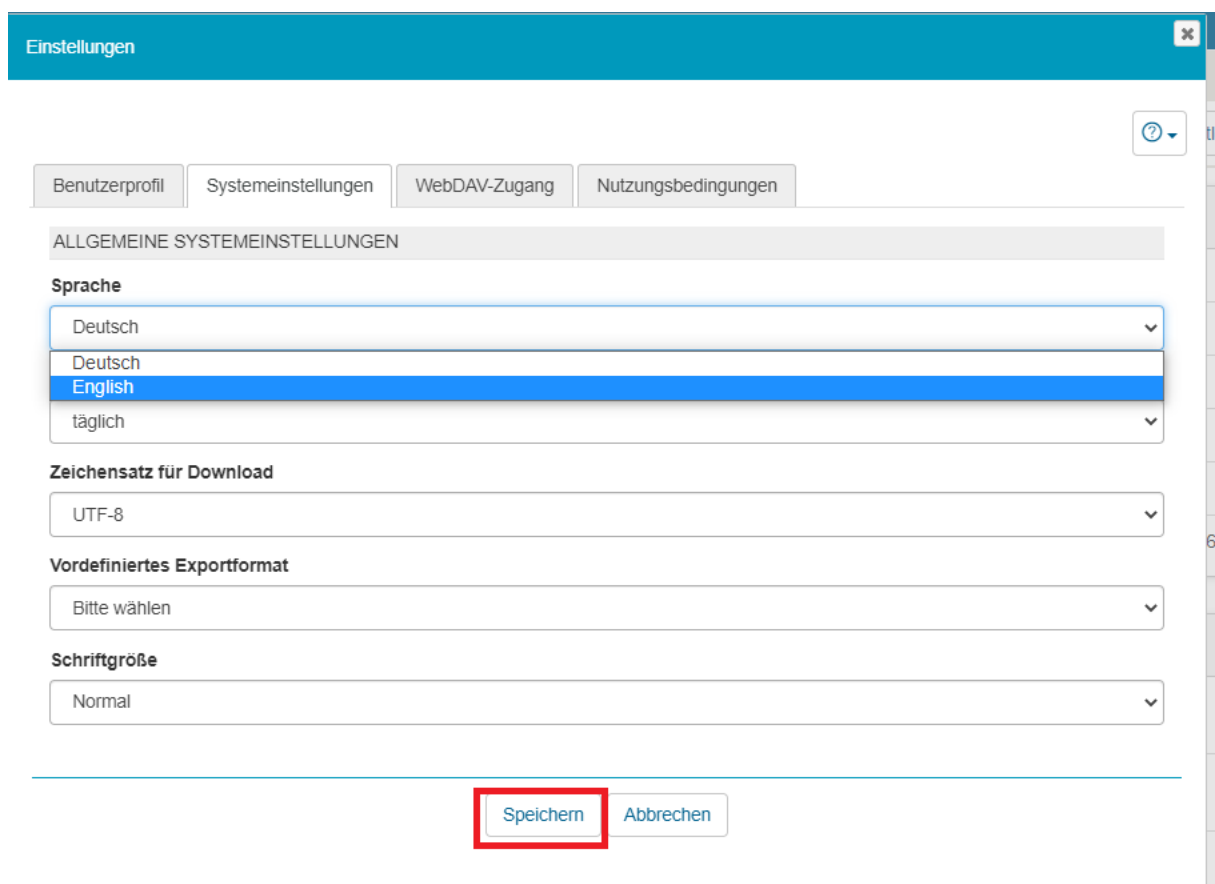 Einstellungen
Benutzerprofil Systemeinstellungen WebDAV-Zugang Nutzungsbedingungen
ALLGEMEINE SYSTEMEINSTELLUNGEN
Sprache
Deutsch
Deutsch
English
täglich
Zeichensatz für Download
UTF-8
Vordefiniertes Exportformat
Bitte wählen
Schriftgröße
Normal
Speichern Abbrechen